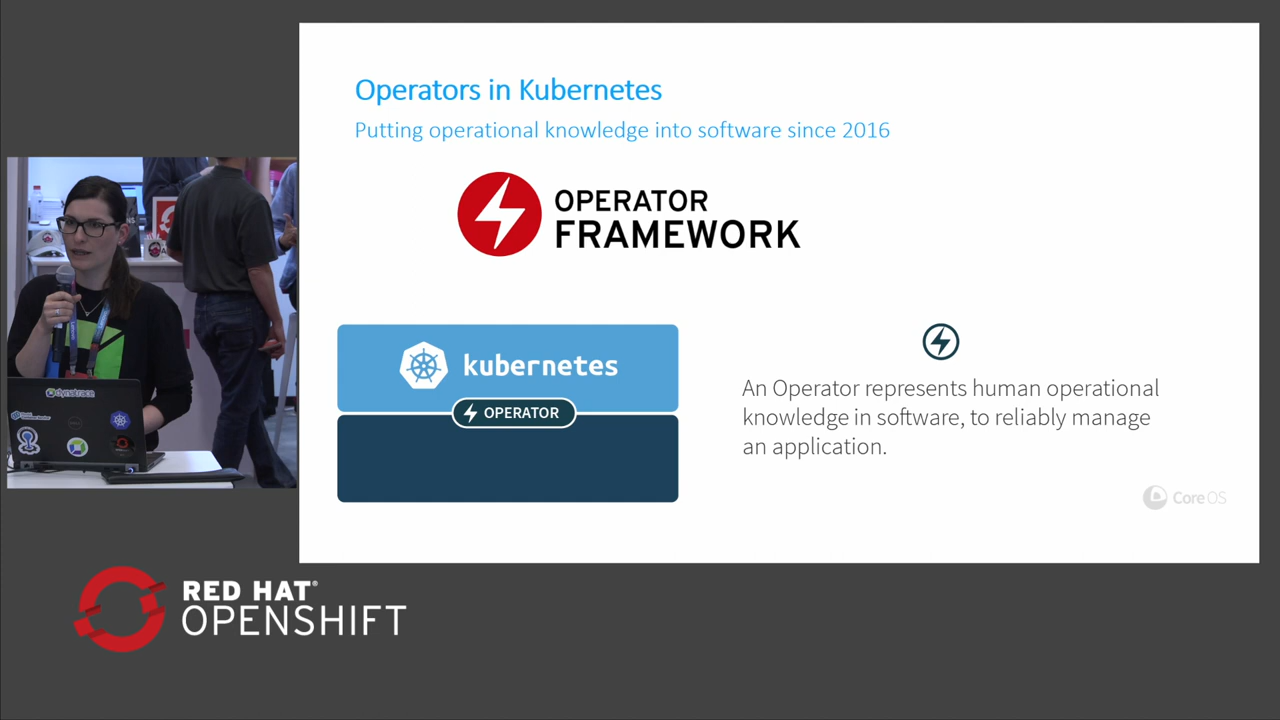 Operators in Kubernetes
Putting operational knowledge into software since 2016
OPERATOR
FRAMEWORK
kubernetes
OPERATOR
An Operator represents human operational
knowledge in software, to reliably manage
an application.
CoreOS
dynatrace
RED HAT®
OPENSHIFT